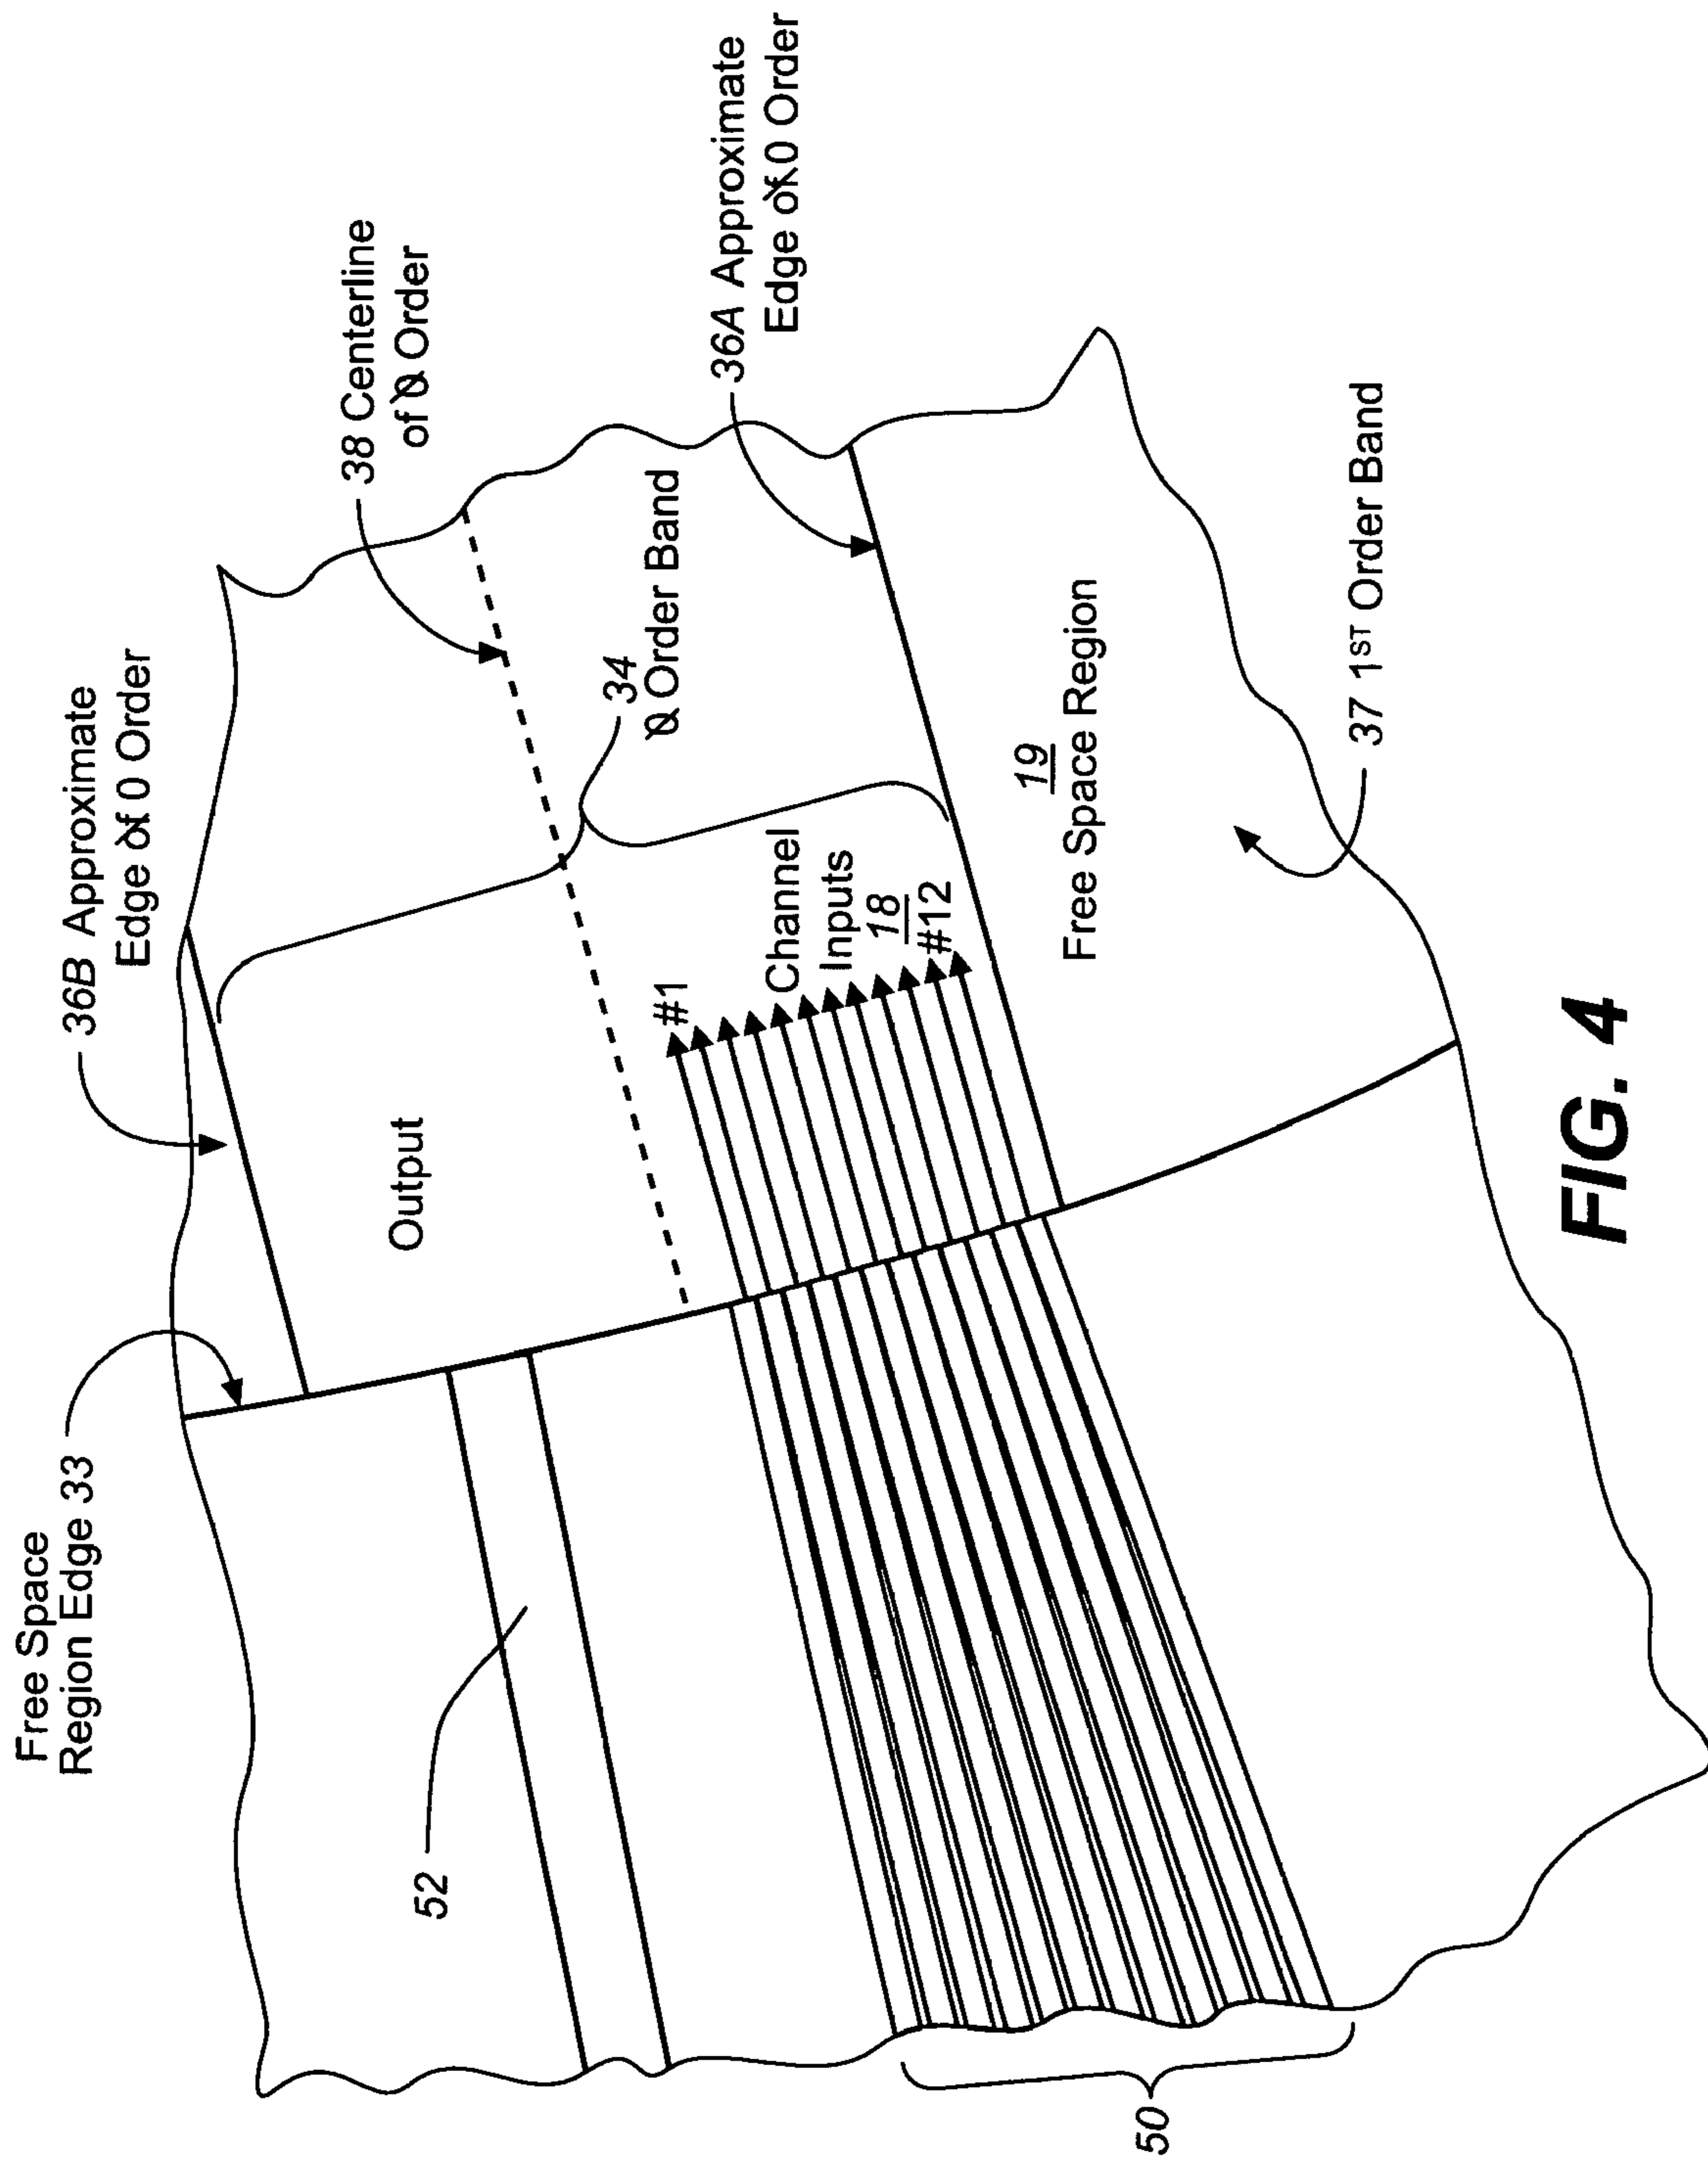 Free Space
Region Edge 33
36B Approximate
Edge of 0 Order
38 Centerline
of Ø Order
52
Output
34
Ø Order Band
#1
36A Approximate
Edge of 0 Order
Channel
Inputs
18
#12
19
Free Space Region
50
37 1ST Order Band
FIG. 4